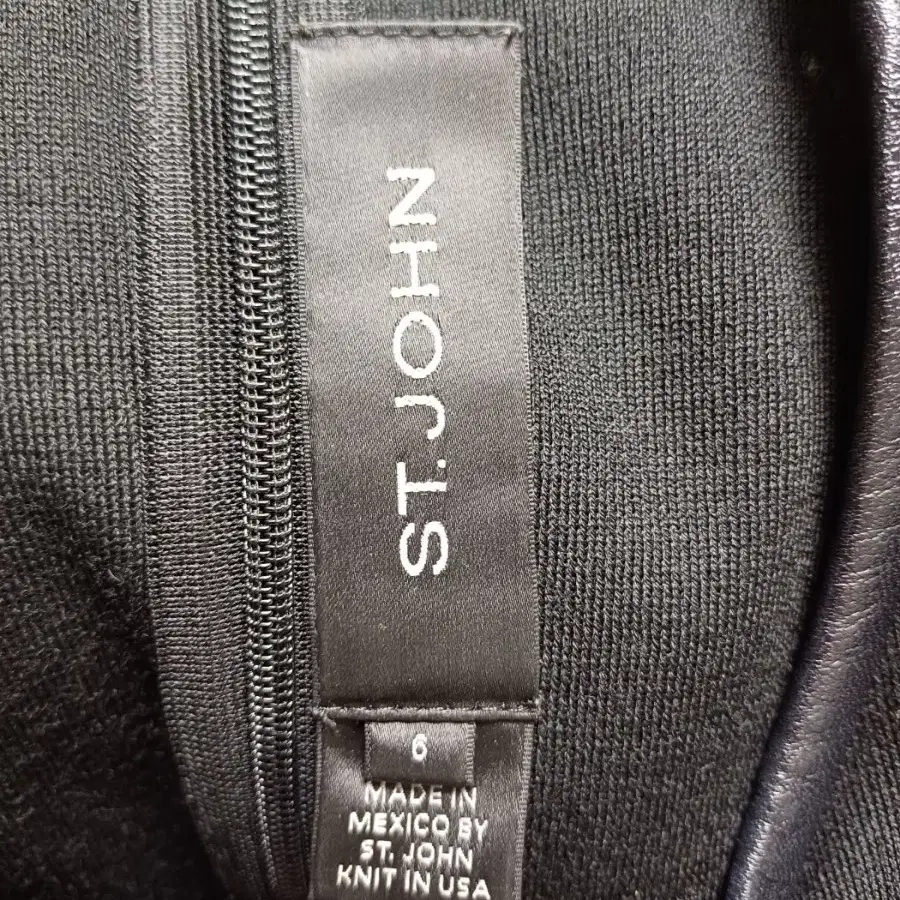 ST. JOHN
6
MADE IN
MEXICO BY
ST. JOHN
KNIT IN USA